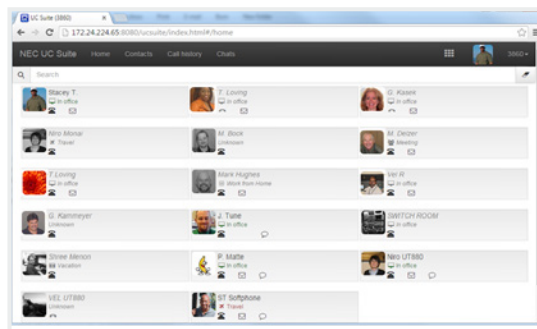 UC Suite (3860)
172.24.224.65:8080/ucsuite/index.html#/home
NEC UC Suite Home Contacts Call history Chats 3860
Search
Stacey T. T. Loving G. Kasek
In office In office In office
Niro Monai M. Bock M. Deizer
Travel Unknown Meeting
T.Loving Mark Hughes Vel R
In office Work from Home In office
G. Kammeyer J. Tune SWITCH ROOM
Unknown In office In office
Shree Menon P. Matte Niro UT880
Vacation In office In office
VEL UT880 ST Softphone
Unknown Travel